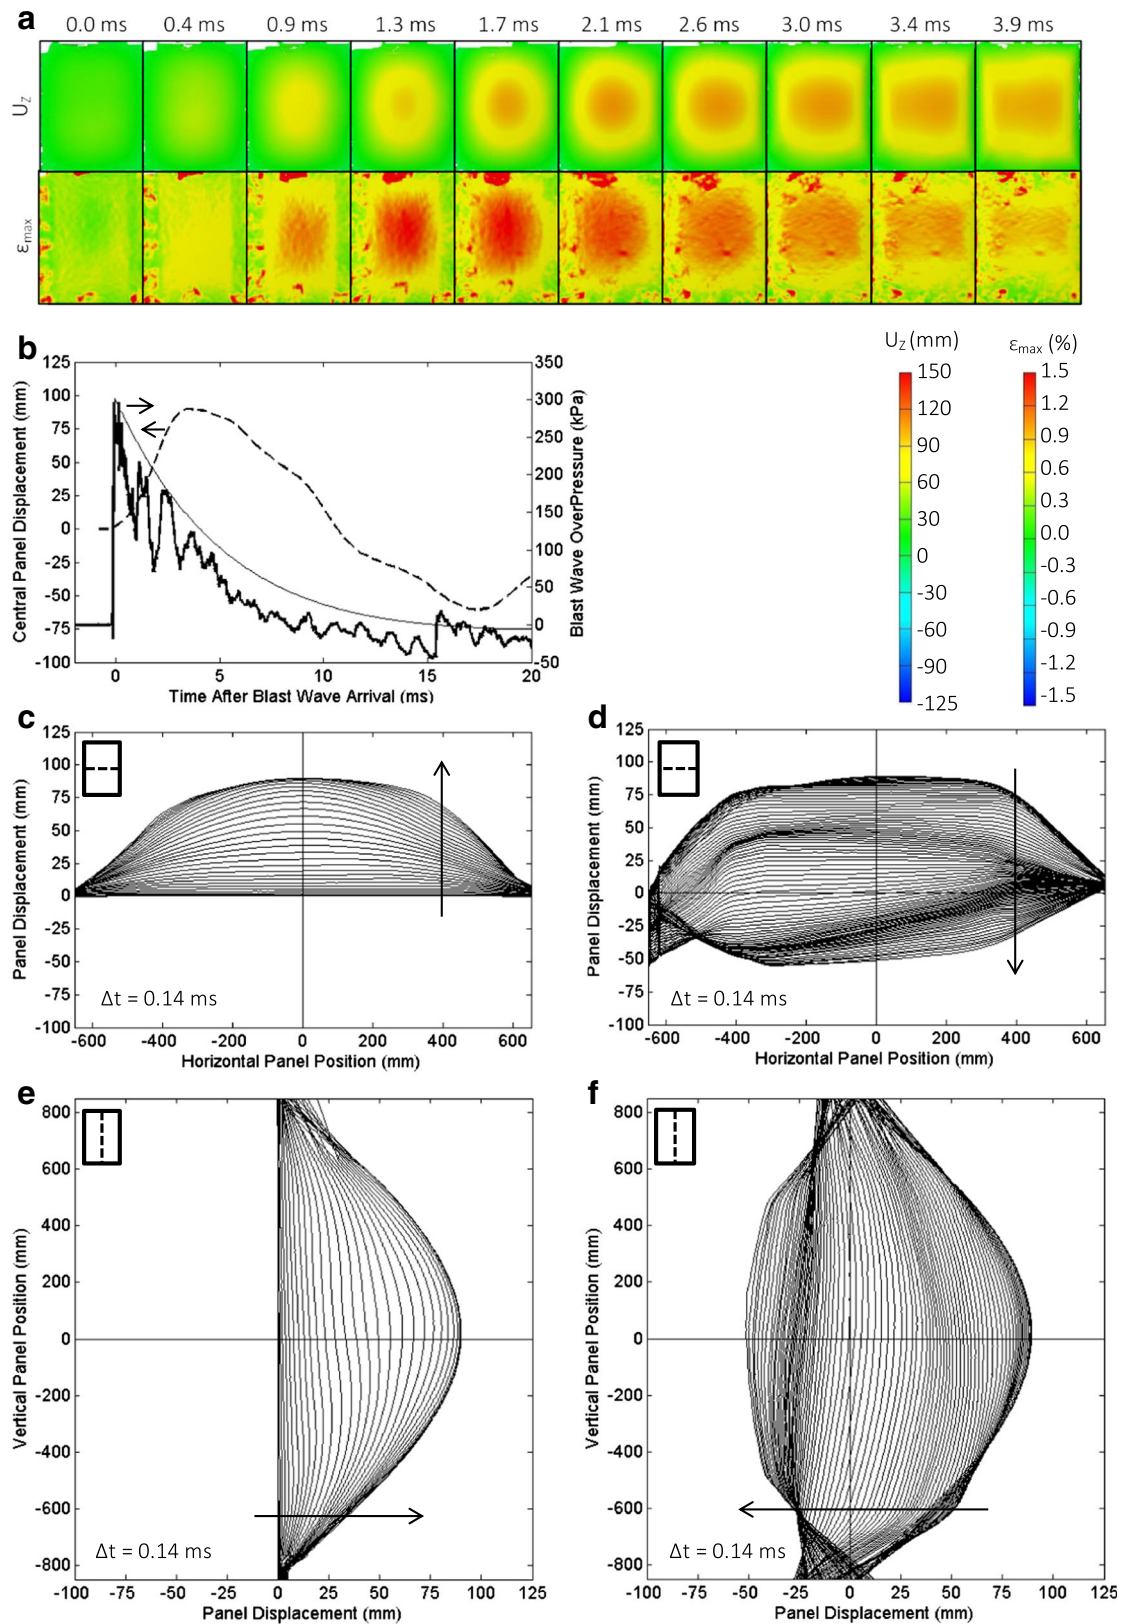 a
0.0 ms 0.4 ms 0.9 ms 1.3 ms 1.7 ms 2.1 ms 2.6 ms 3.0 ms 3.4 ms 3.9 ms
Uz
εmax
b
125
100
75
50
25
0
-25
-50
-75
-100
Central Panel Displacement (mm)
350
300
250
200
150
100
50
0
-50
Blast Wave OverPressure (kPa)
0 5 10 15 20
Time After Blast Wave Arrival (ms)
Uz (mm)
150
120
90
60
30
0
-30
-60
-90
-125
εmax (%)
1.5
1.2
0.9
0.6
0.3
0.0
-0.3
-0.6
-0.9
-1.2
-1.5
c
125
100
75
50
25
0
-25
-50
-75
-100
Panel Displacement (mm)
Δt = 0.14 ms
-600 -400 -200 0 200 400 600
Horizontal Panel Position (mm)
d
125
100
75
50
25
0
-25
-50
-75
-100
Panel Displacement (mm)
Δt = 0.14 ms
-600 -400 -200 0 200 400 600
Horizontal Panel Position (mm)
e
800
600
400
200
0
-200
-400
-600
-800
Vertical Panel Position (mm)
Δt = 0.14 ms
-100 -75 -50 -25 0 25 50 75 100 125
Panel Displacement (mm)
f
800
600
400
200
0
-200
-400
-600
-800
Vertical Panel Position (mm)
Δt = 0.14 ms
-100 -75 -50 -25 0 25 50 75 100 125
Panel Displacement (mm)